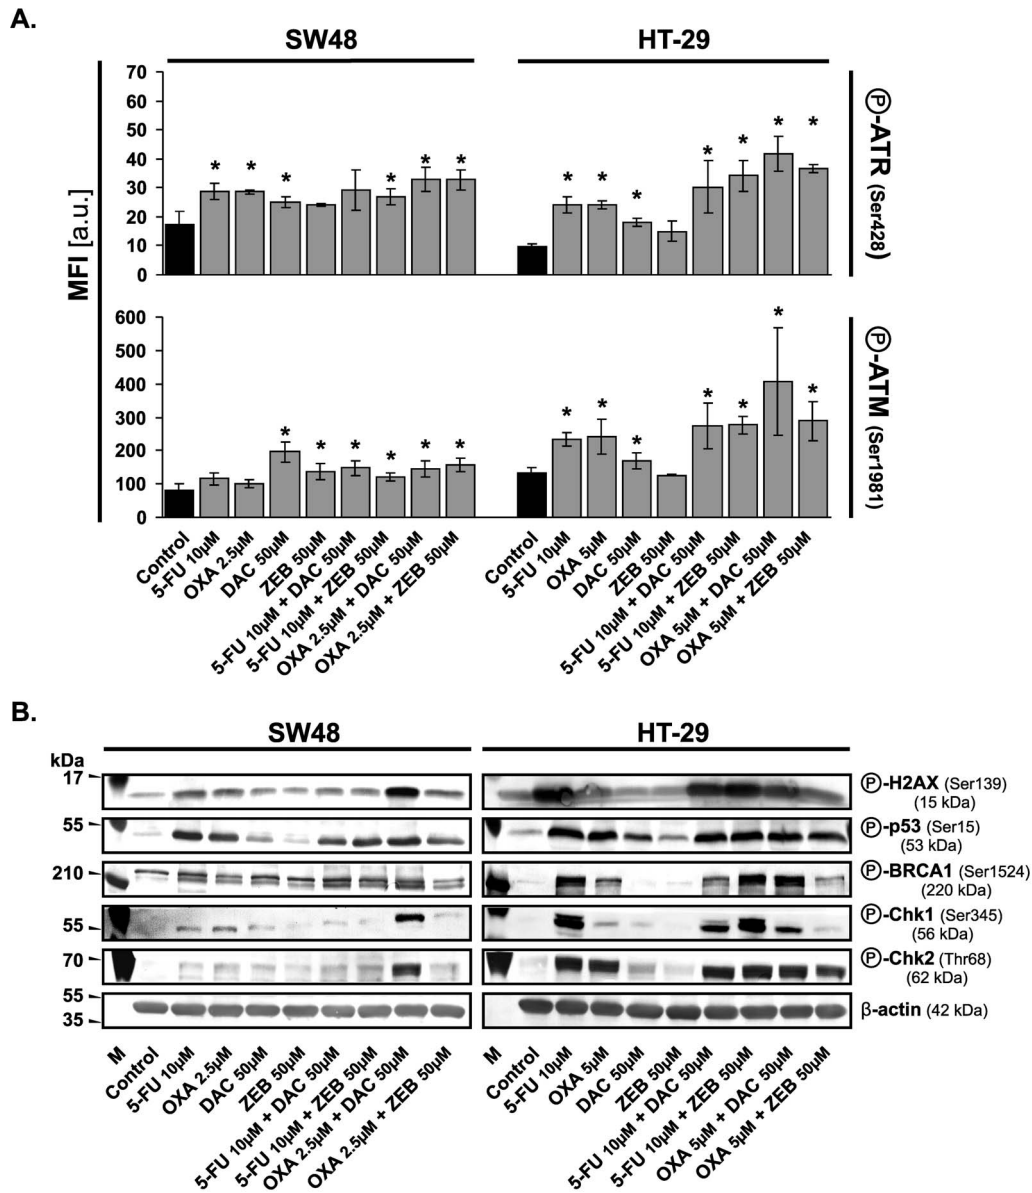 A.
SW48
HT-29
MFI [a.u.]
70
60
50
40
30
20
10
0
* * * * * *
* * * * * * *
Ⓟ-ATR (Ser428)
600
500
400
300
200
100
0
* * * * * *
* * * * * * *
Ⓟ-ATM (Ser1981)
Control
5-FU 10µM
OXA 2.5µM
DAC 50µM
ZEB 50µM
5-FU 10µM + DAC 50µM
5-FU 10µM + ZEB 50µM
OXA 2.5µM + DAC 50µM
OXA 2.5µM + ZEB 50µM
Control
5-FU 10µM
OXA 5µM
DAC 50µM
ZEB 50µM
5-FU 10µM + DAC 50µM
5-FU 10µM + ZEB 50µM
OXA 5µM + DAC 50µM
OXA 5µM + ZEB 50µM
B.
SW48
HT-29
kDa
17
Ⓟ-H2AX (Ser139)
(15 kDa)
55
Ⓟ-p53 (Ser15)
(53 kDa)
210
Ⓟ-BRCA1 (Ser1524)
(220 kDa)
55
Ⓟ-Chk1 (Ser345)
(56 kDa)
70
Ⓟ-Chk2 (Thr68)
(62 kDa)
55
35
β-actin (42 kDa)
M
Control
5-FU 10µM
OXA 2.5µM
DAC 50µM
ZEB 50µM
5-FU 10µM + DAC 50µM
5-FU 10µM + ZEB 50µM
OXA 2.5µM + DAC 50µM
OXA 2.5µM + ZEB 50µM
M
Control
5-FU 10µM
OXA 5µM
DAC 50µM
ZEB 50µM
5-FU 10µM + DAC 50µM
5-FU 10µM + ZEB 50µM
OXA 5µM + DAC 50µM
OXA 5µM + ZEB 50µM